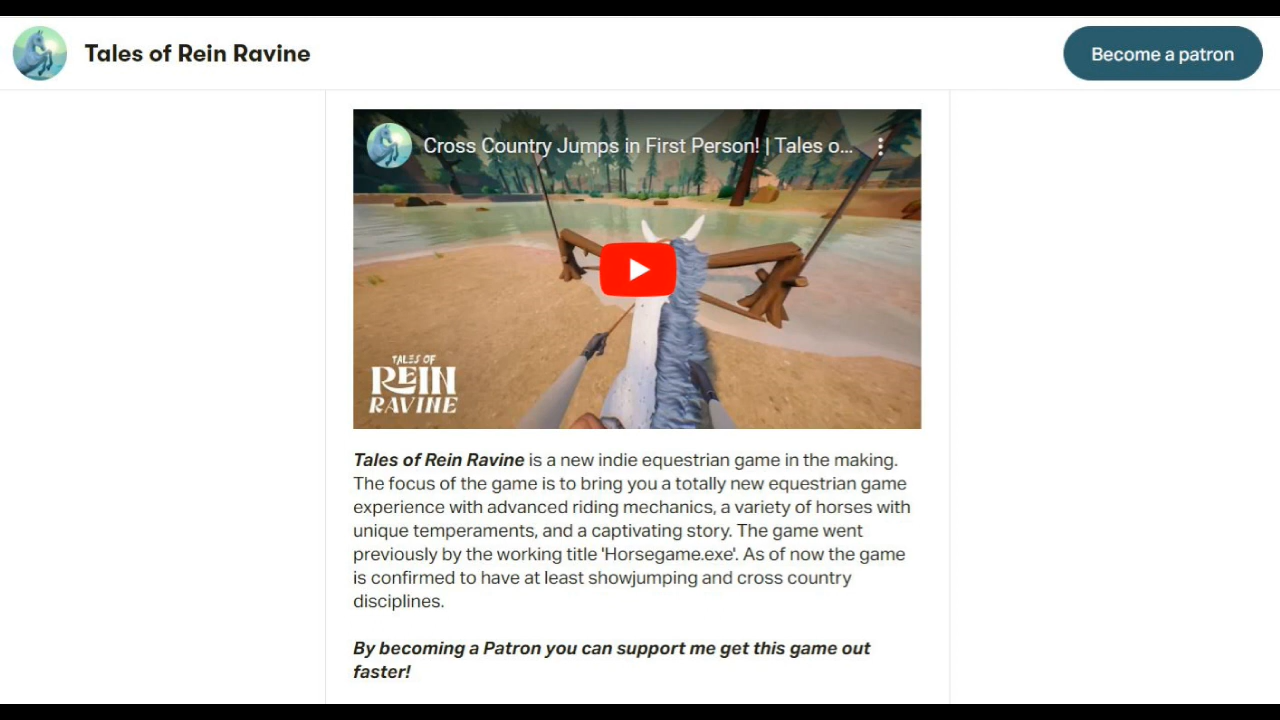 Tales of Rein Ravine
Become a patron
Cross Country Jumps in First Person! | Tales o...
TALES OF
REIN
RAVINE
Tales of Rein Ravine is a new indie equestrian game in the making.
The focus of the game is to bring you a totally new equestrian game
experience with advanced riding mechanics, a variety of horses with
unique temperaments, and a captivating story. The game went
previously by the working title 'Horsegame.exe'. As of now the game
is confirmed to have at least showjumping and cross country
disciplines.
By becoming a Patron you can support me get this game out
faster!